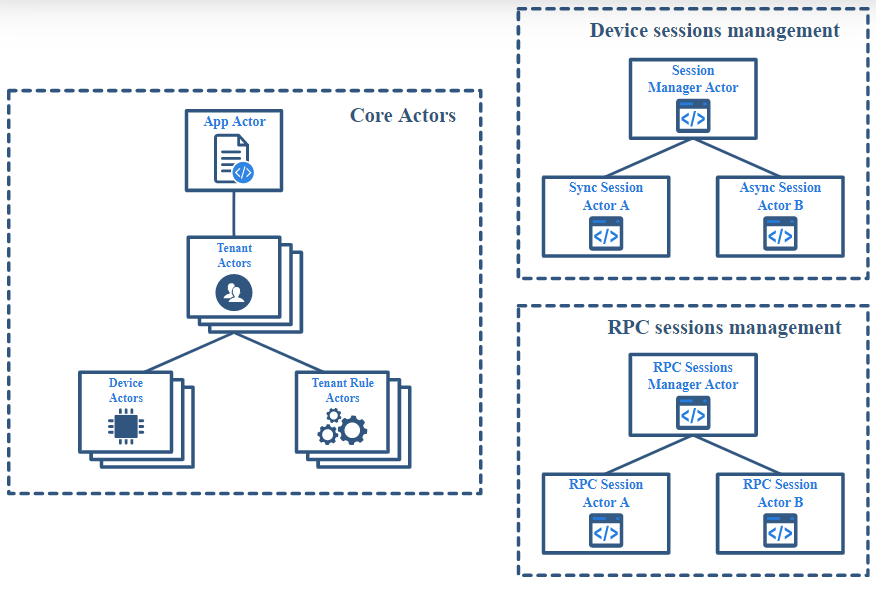 Core Actors
App Actor
</>
Tenant
Actors
Device
Actors
Tenant Rule
Actors
Device sessions management
Session
Manager Actor
</>
Sync Session
Actor A
</>
Async Session
Actor B
</>
RPC sessions management
RPC Sessions
Manager Actor
</>
RPC Session
Actor A
</>
RPC Session
Actor B
</>